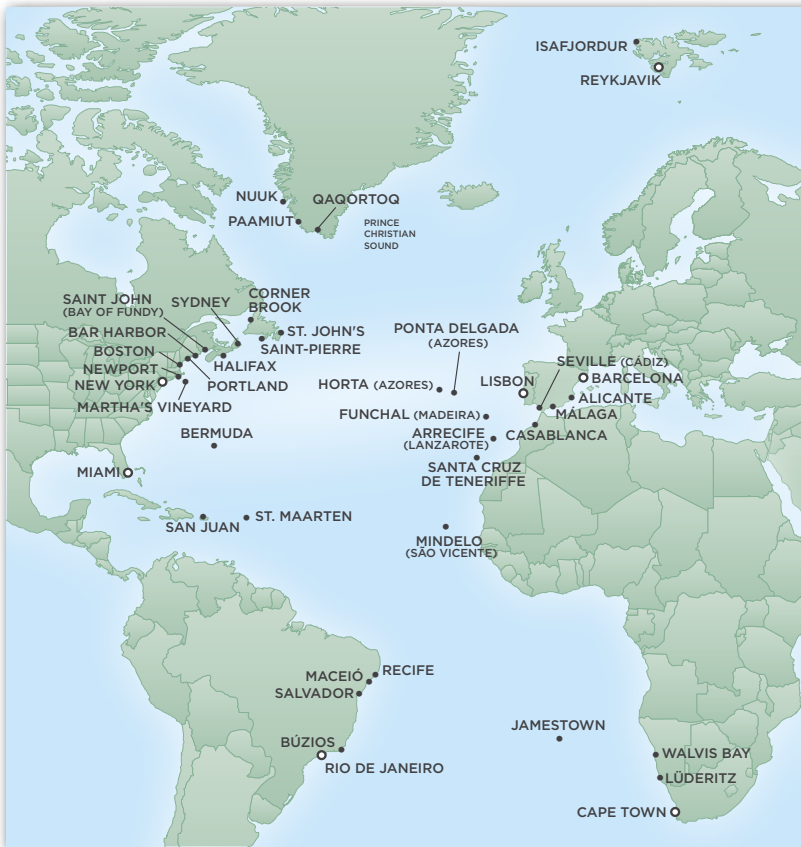 ISAFJORDUR
REYKJAVIK
NUUK
QAQORTOQ
PAAMIUT
PRINCE
CHRISTIAN
SOUND
SAINT JOHN
(BAY OF FUNDY)
SYDNEY
CORNER
BROOK
BAR HARBOR
ST. JOHN'S
SAINT-PIERRE
BOSTON
HALIFAX
NEWPORT
NEW YORK
PORTLAND
MARTHA'S VINEYARD
PONTA DELGADA
(AZORES)
HORTA (AZORES)
LISBON
SEVILLE (CÁDIZ)
BARCELONA
ALICANTE
MÁLAGA
FUNCHAL (MADEIRA)
CASABLANCA
ARRECIFE
(LANZAROTE)
BERMUDA
SANTA CRUZ
DE TENERIFFE
MIAMI
SAN JUAN
ST. MAARTEN
MINDELO
(SÃO VICENTE)
RECIFE
MACEIÓ
SALVADOR
JAMESTOWN
BÚZIOS
RIO DE JANEIRO
WALVIS BAY
LÜDERITZ
CAPE TOWN